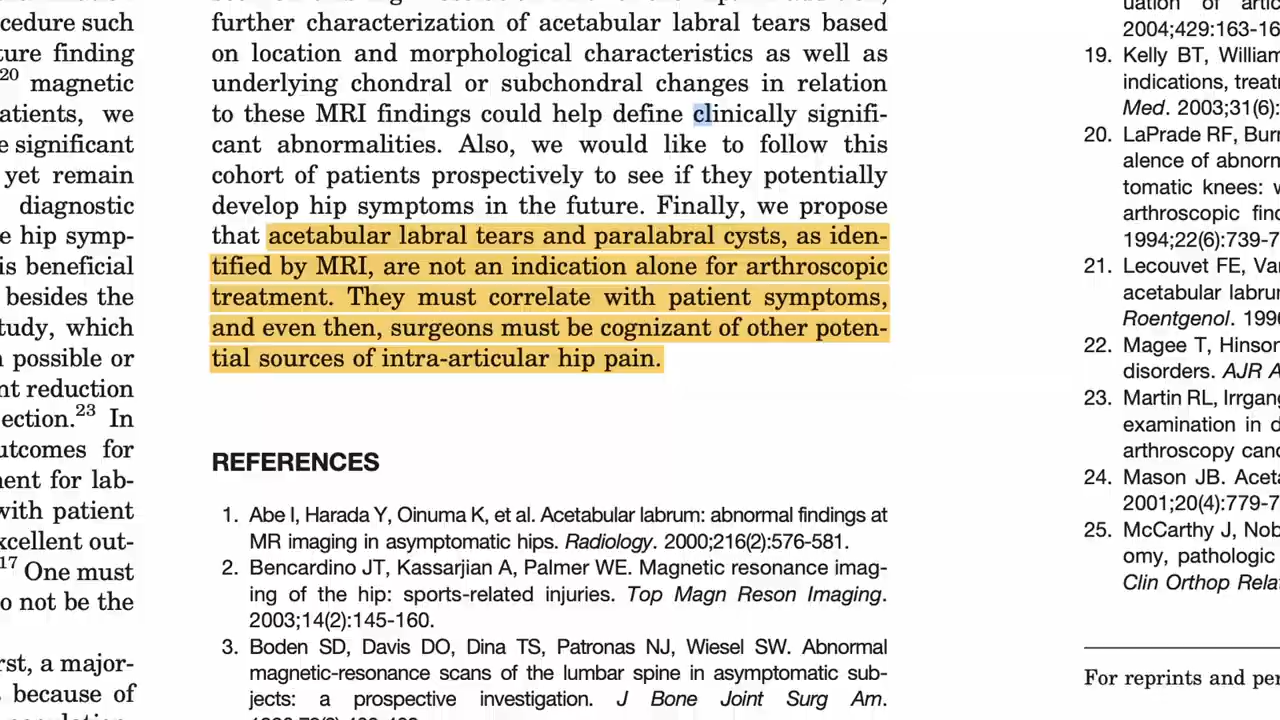 cedure such
ture finding
20 magnetic
atients, we
e significant
yet remain
diagnostic
e hip symp-
is beneficial
besides the
tudy, which
possible or
nt reduction
ection.23 In
utcomes for
ment for lab-
with patient
xcellent out-
17 One must
o not be the
rst, a major-
because of
further characterization of acetabular labral tears based
on location and morphological characteristics as well as
underlying chondral or subchondral changes in relation
to these MRI findings could help define clinically signifi-
cant abnormalities. Also, we would like to follow this
cohort of patients prospectively to see if they potentially
develop hip symptoms in the future. Finally, we propose
that acetabular labral tears and paralabral cysts, as iden-
tified by MRI, are not an indication alone for arthroscopic
treatment. They must correlate with patient symptoms,
and even then, surgeons must be cognizant of other poten-
tial sources of intra-articular hip pain.
REFERENCES
1. Abe I, Harada Y, Oinuma K, et al. Acetabular labrum: abnormal findings at
MR imaging in asymptomatic hips. Radiology. 2000;216(2):576-581.
2. Bencardino JT, Kassarjian A, Palmer WE. Magnetic resonance imag-
ing of the hip: sports-related injuries. Top Magn Reson Imaging.
2003;14(2):145-160.
3. Boden SD, Davis DO, Dina TS, Patronas NJ, Wiesel SW. Abnormal
magnetic-resonance scans of the lumbar spine in asymptomatic sub-
jects: a prospective investigation. J Bone Joint Surg Am.
uation of artic
2004;429:163-16
19. Kelly BT, William
indications, treat
Med. 2003;31(6):
20. LaPrade RF, Bur
alence of abnorm
tomatic knees: w
arthroscopic find
1994;22(6):739-7
21. Lecouvet FE, Van
acetabular labrum
Roentgenol. 1996
22. Magee T, Hinson
disorders. AJR A
23. Martin RL, Irrgang
examination in d
arthroscopy cand
24. Mason JB. Aceta
2001;20(4):779-7
25. McCarthy J, Nob
omy, pathologic
Clin Orthop Rela
For reprints and per